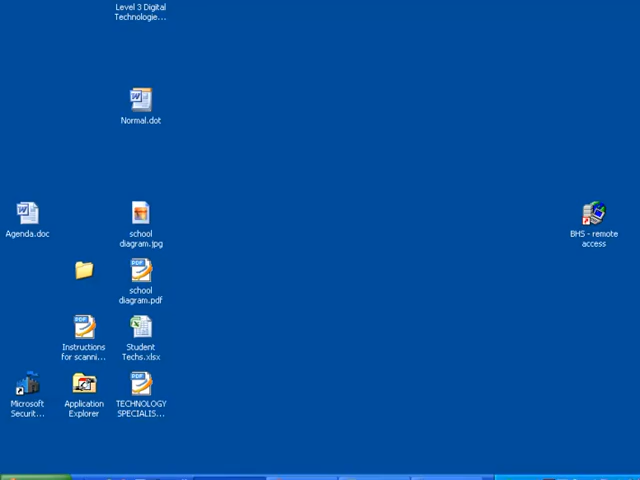 Level 3 Digital
Technologie...
Normal.dot
Agenda.doc
school
diagram.jpg
BHS - remote
access
school
diagram.pdf
Instructions
for scanni...
Student
Techs.xlsx
Microsoft
Securit...
Application
Explorer
TECHNOLOGY
SPECIALIS...